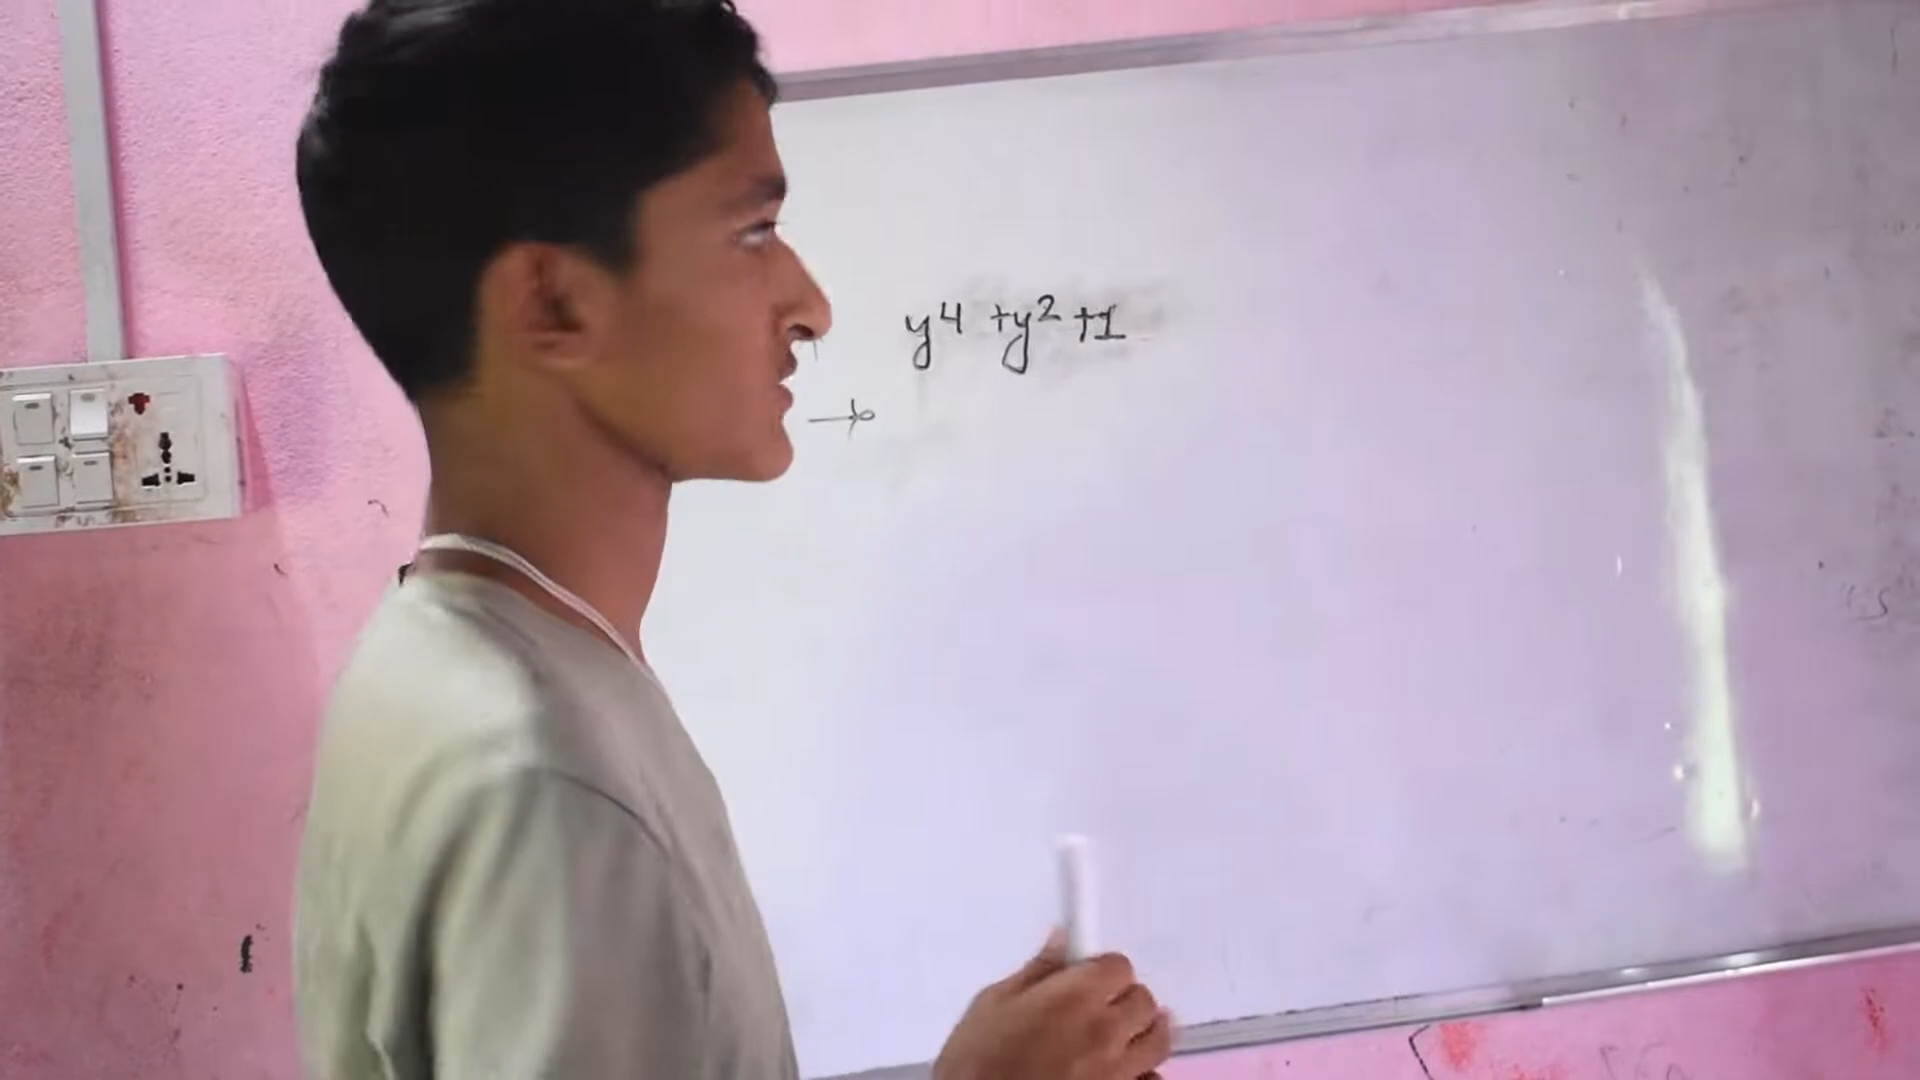 y⁴ + y² + 1
→